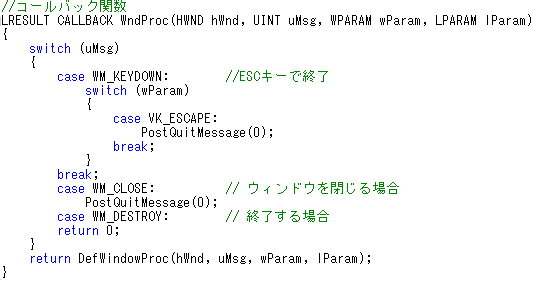 //コールバック関数
LRESULT CALLBACK WndProc(HWND hWnd, UINT uMsg, WPARAM wParam, LPARAM lParam)
{
    switch (uMsg)
    {
        case WM_KEYDOWN:        //ESCキーで終了
            switch (wParam)
            {
                case VK_ESCAPE:
                    PostQuitMessage(0);
                break;
            }
        break;
        case WM_CLOSE:          // ウィンドウを閉じる場合
            PostQuitMessage(0);
        case WM_DESTROY:        // 終了する場合
        return 0;
    }
    return DefWindowProc(hWnd, uMsg, wParam, lParam);
}